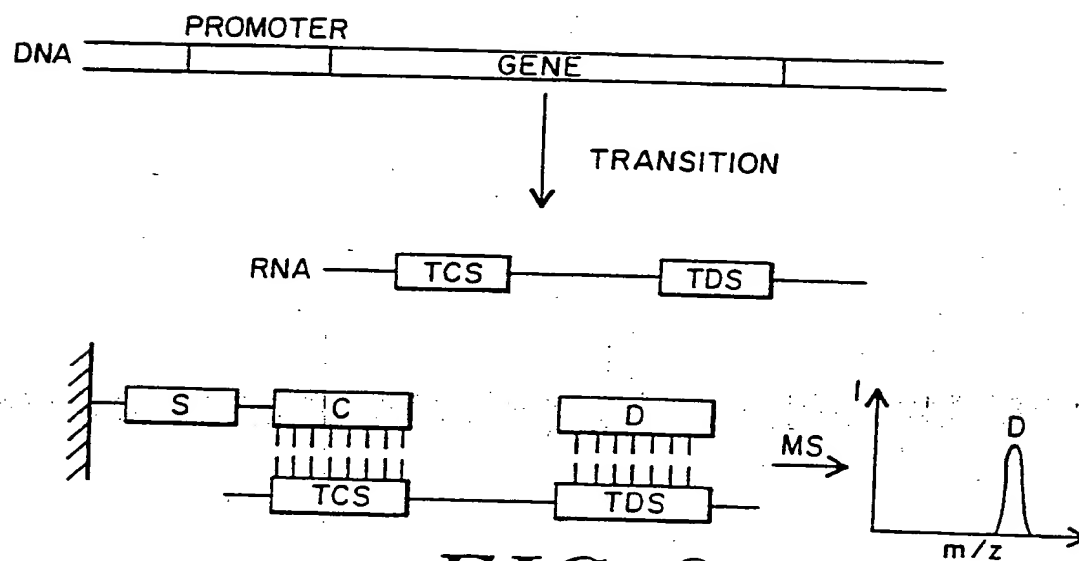 PROMOTER
DNA
GENE
TRANSITION
RNA
TCS
TDS
S
C
D
TCS
TDS
MS
I
D
m/z